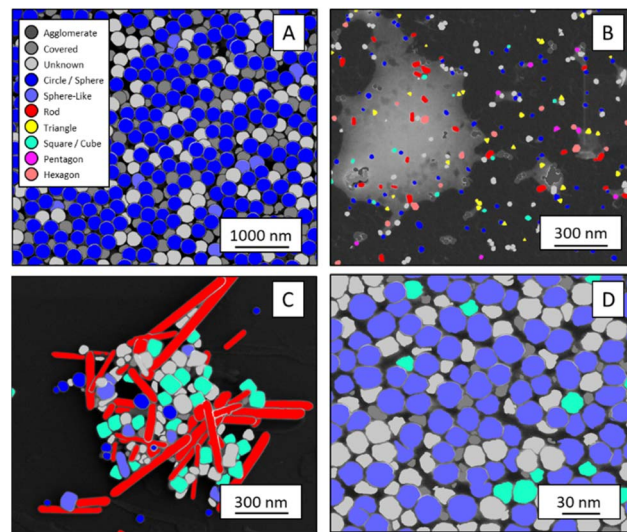 A
Agglomerate
Covered
Unknown
Circle / Sphere
Sphere-Like
Rod
Triangle
Square / Cube
Pentagon
Hexagon
1000 nm
B
300 nm
C
300 nm
D
30 nm